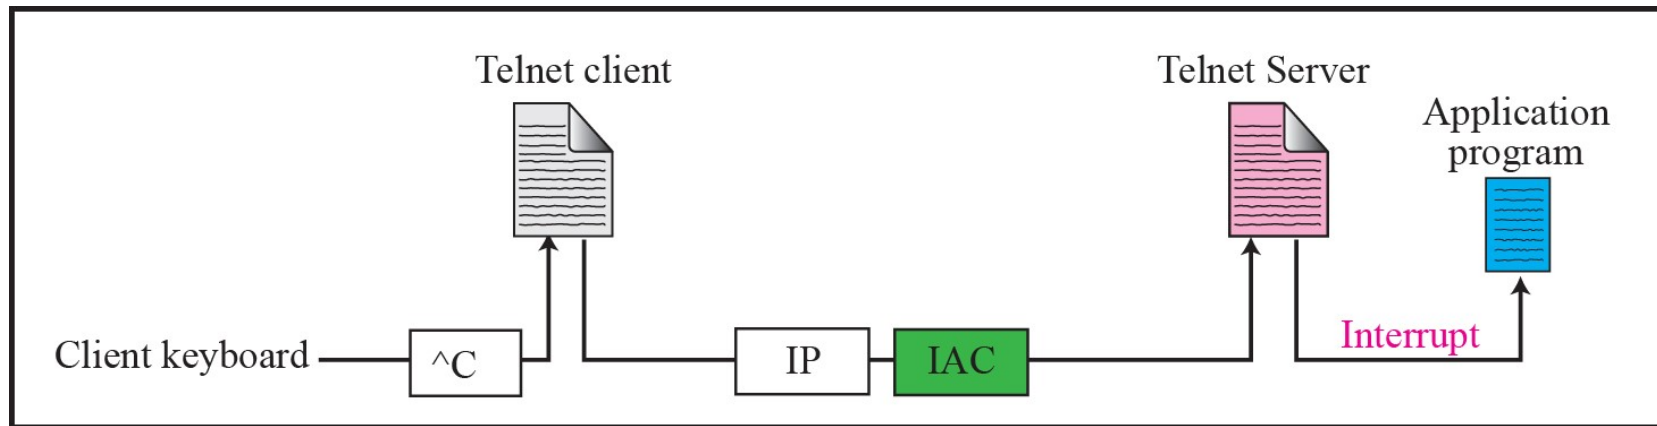 Telnet client
Telnet Server
Application
program
Client keyboard
^C
IP
IAC
Interrupt